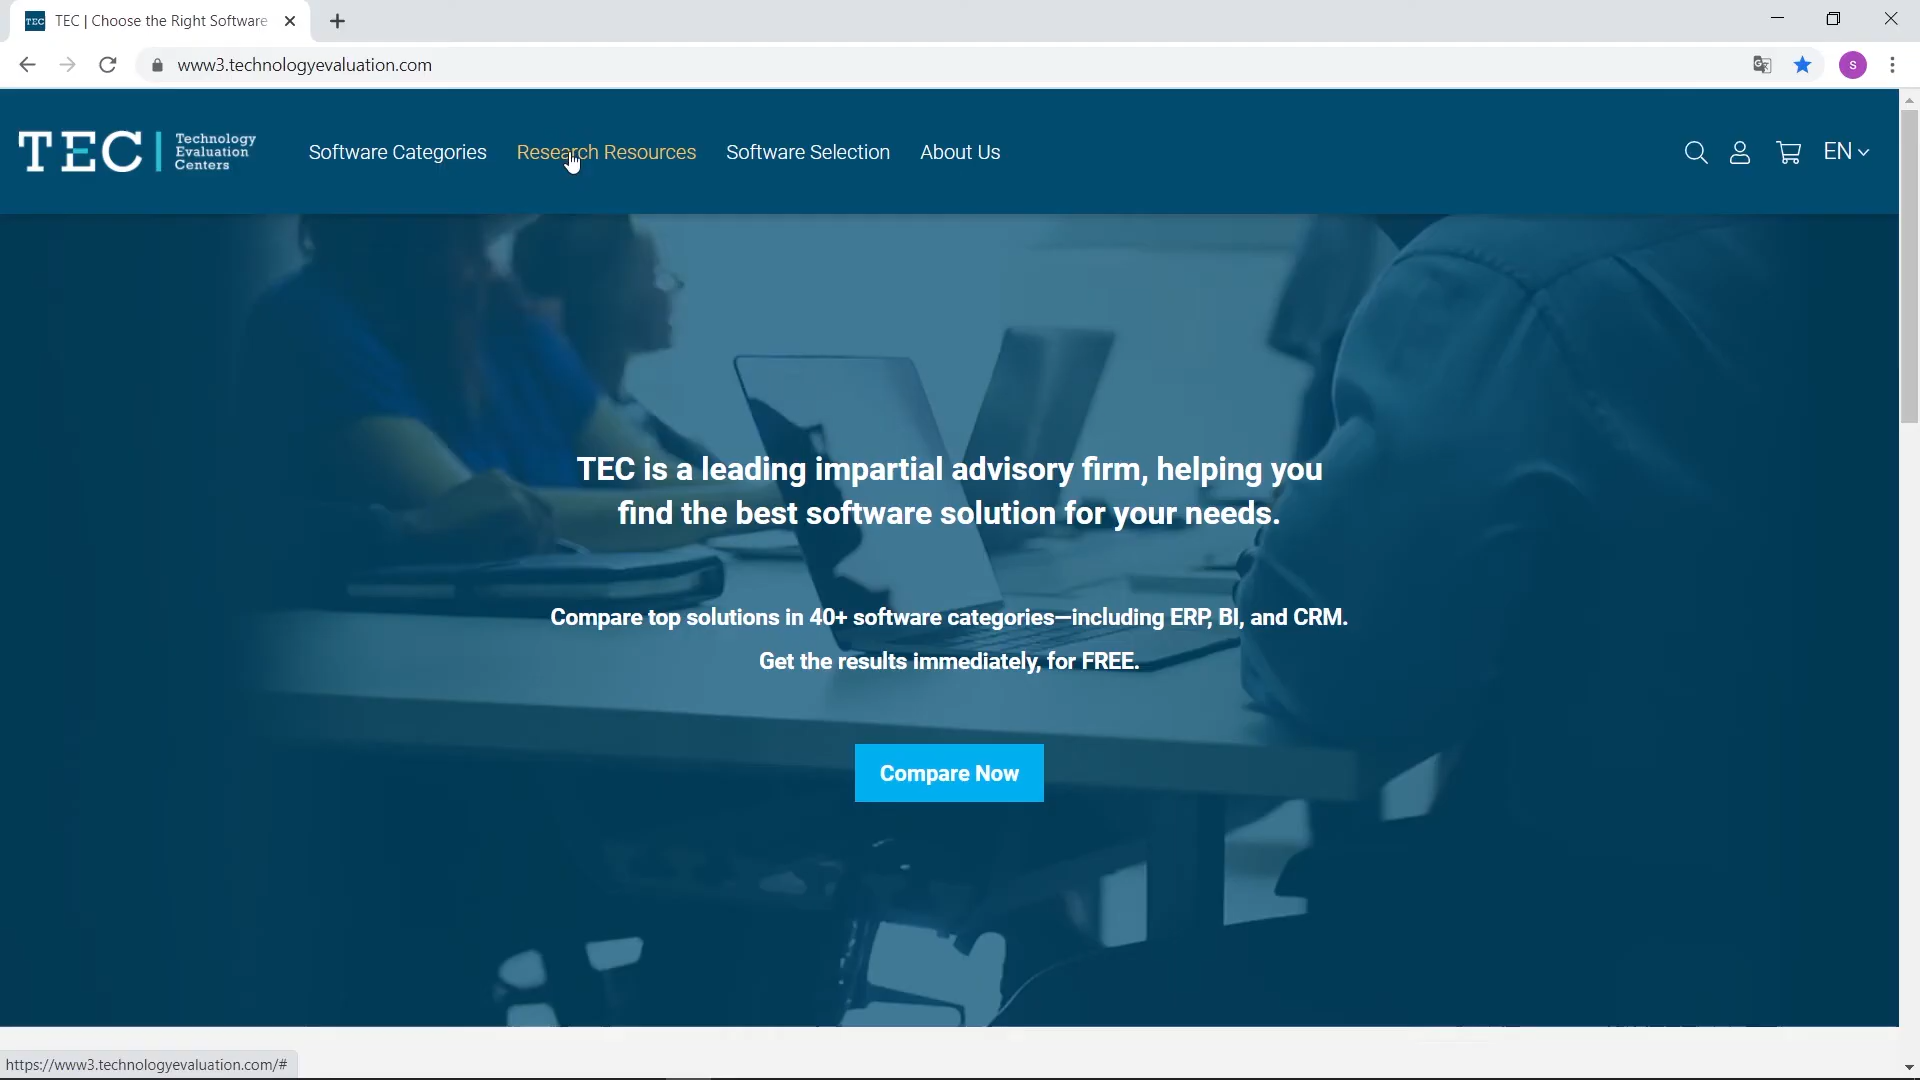 TEC TEC | Choose the Right Software
www3.technologyevaluation.com
S
TEC | Technology
Evaluation
Centers
Software Categories Research Resources Software Selection About Us EN
TEC is a leading impartial advisory firm, helping you
find the best software solution for your needs.
Compare top solutions in 40+ software categories—including ERP, BI, and CRM.
Get the results immediately, for FREE.
Compare Now
https://www3.technologyevaluation.com/#